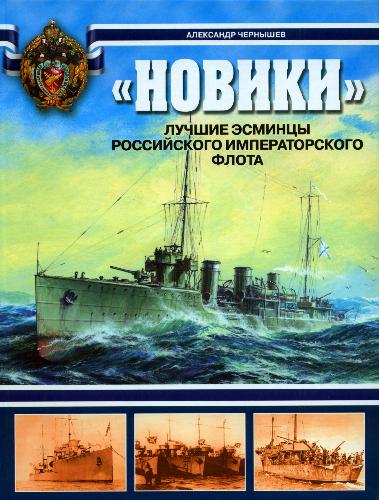 АЛЕКСАНДР ЧЕРНЫШЕВ
«НОВИКИ»
ЛУЧШИЕ ЭСМИНЦЫ
РОССИЙСКОГО ИМПЕРАТОРСКОГО
ФЛОТА